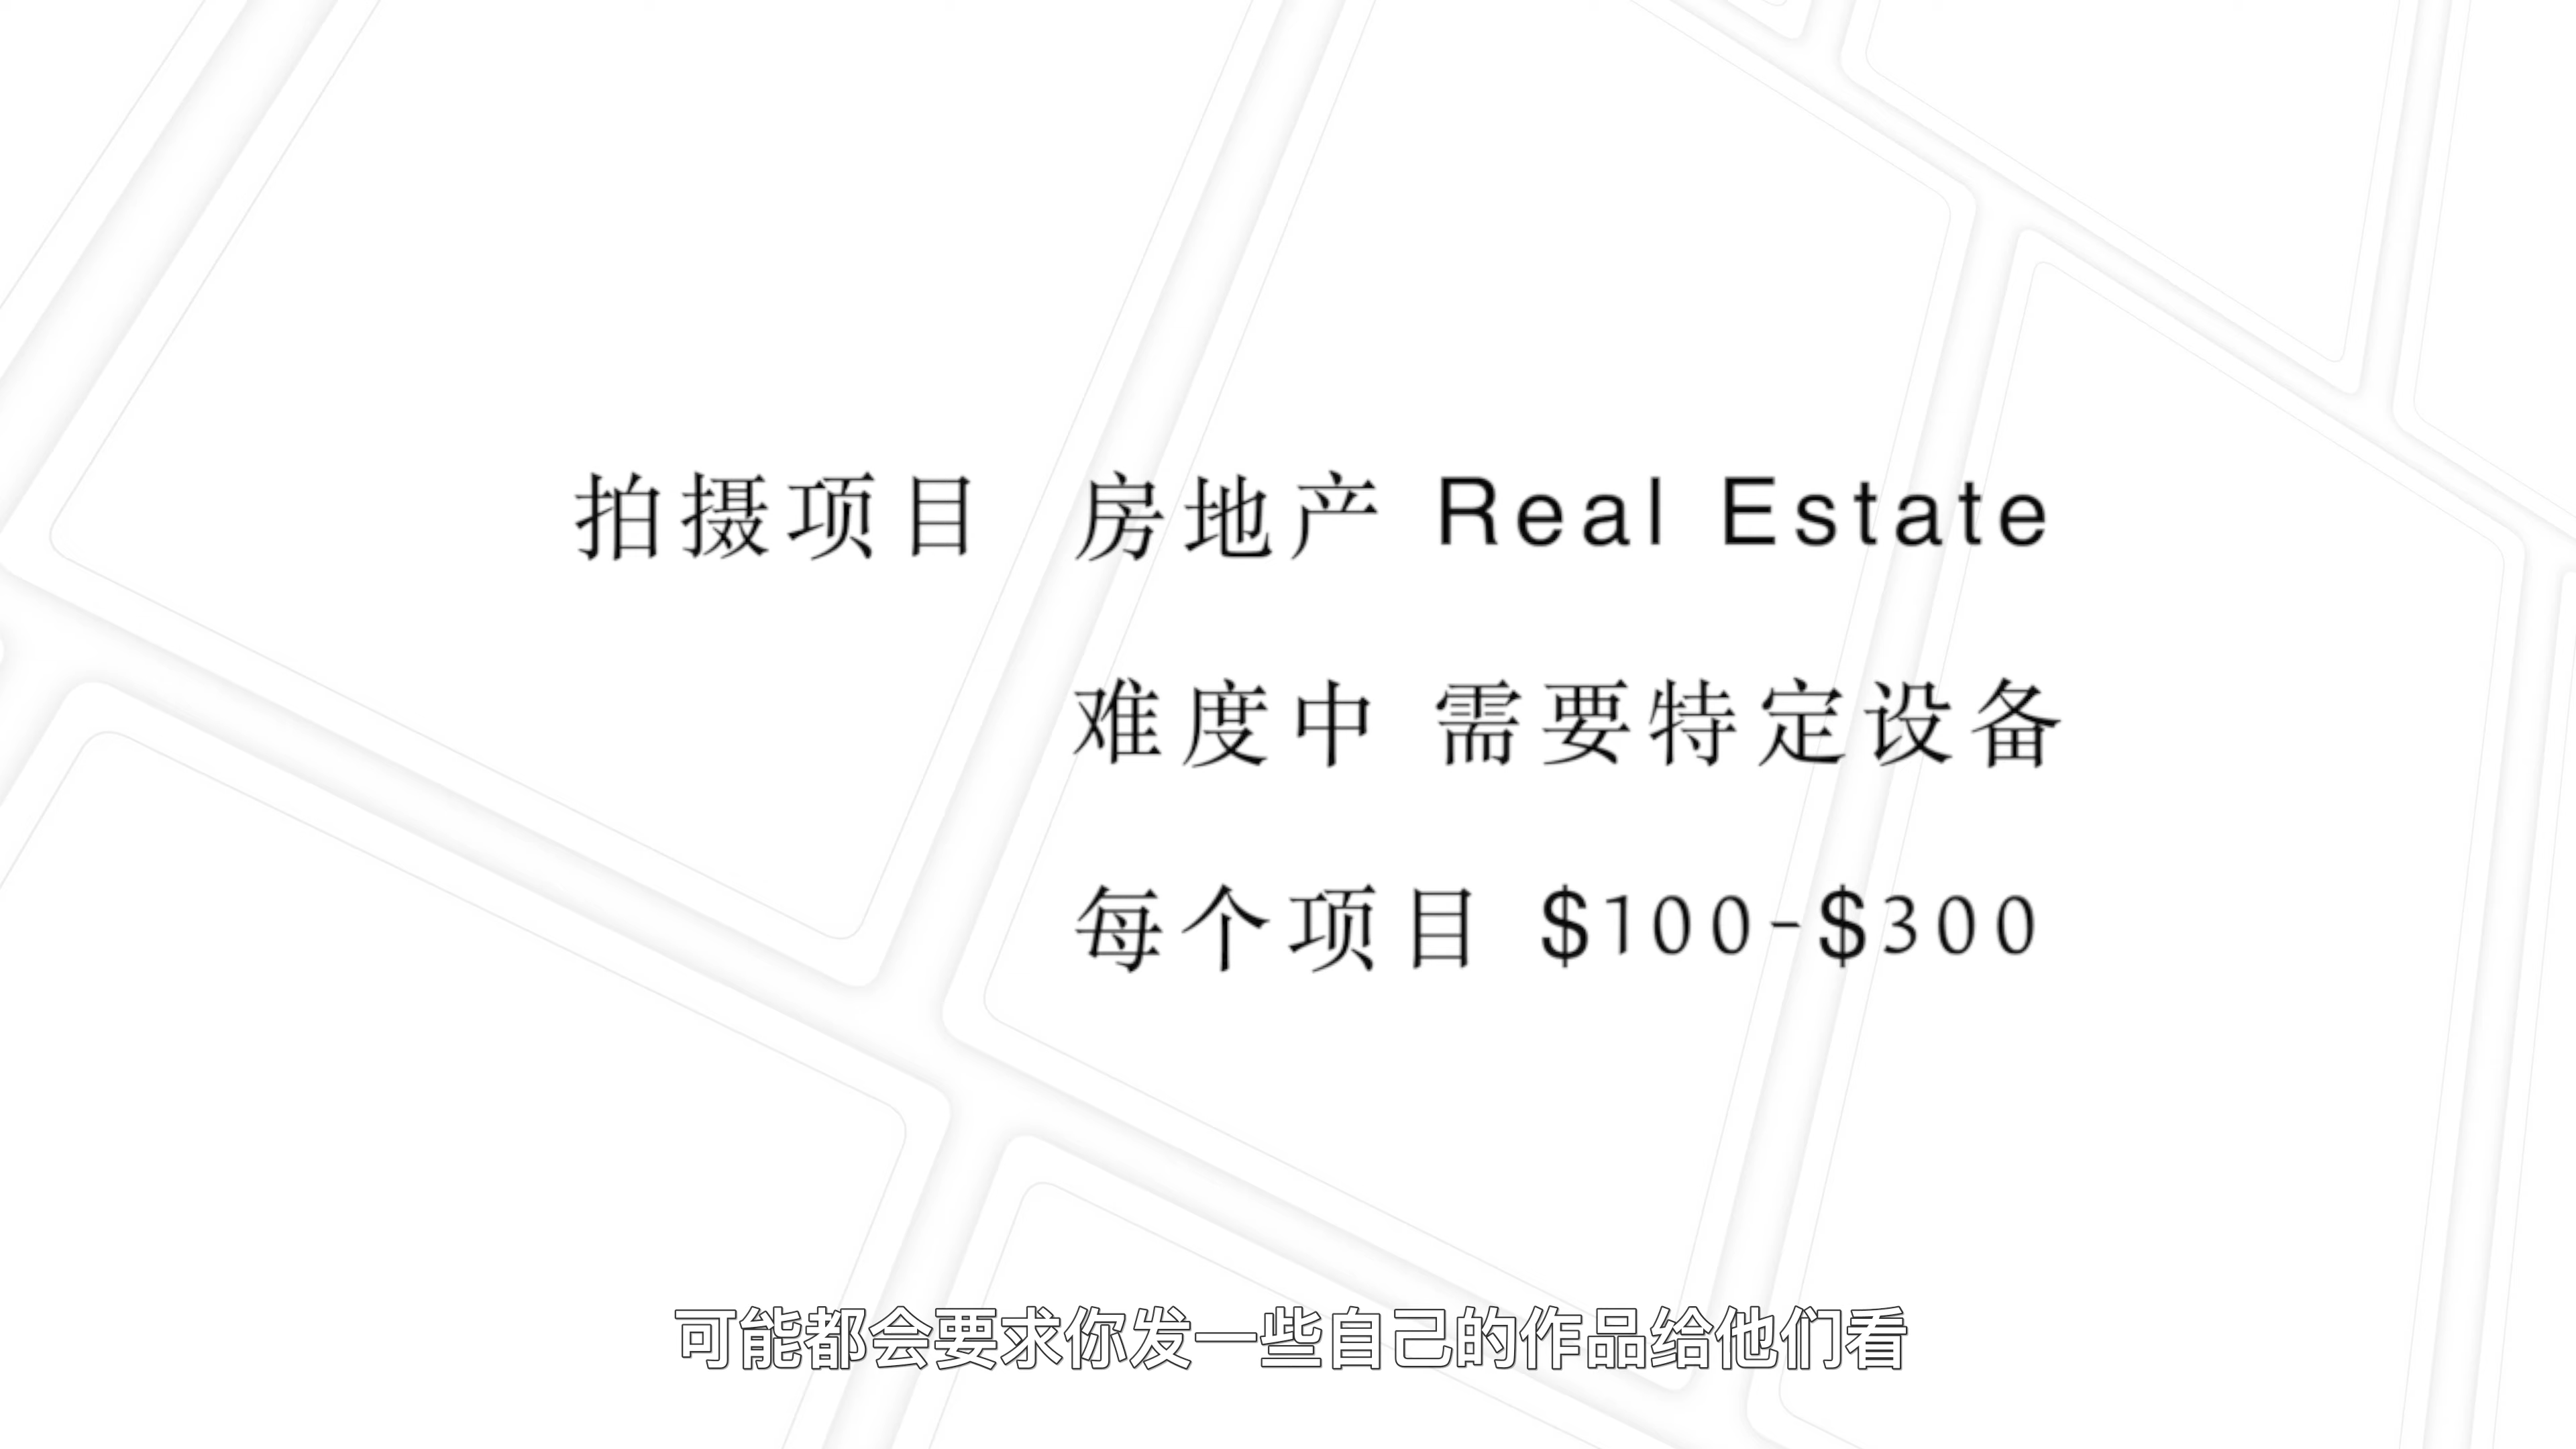 拍摄项目 房地产 Real Estate
难度中 需要特定设备
每个项目 $100-$300
可能都会要求你发一些自己的作品给他们看